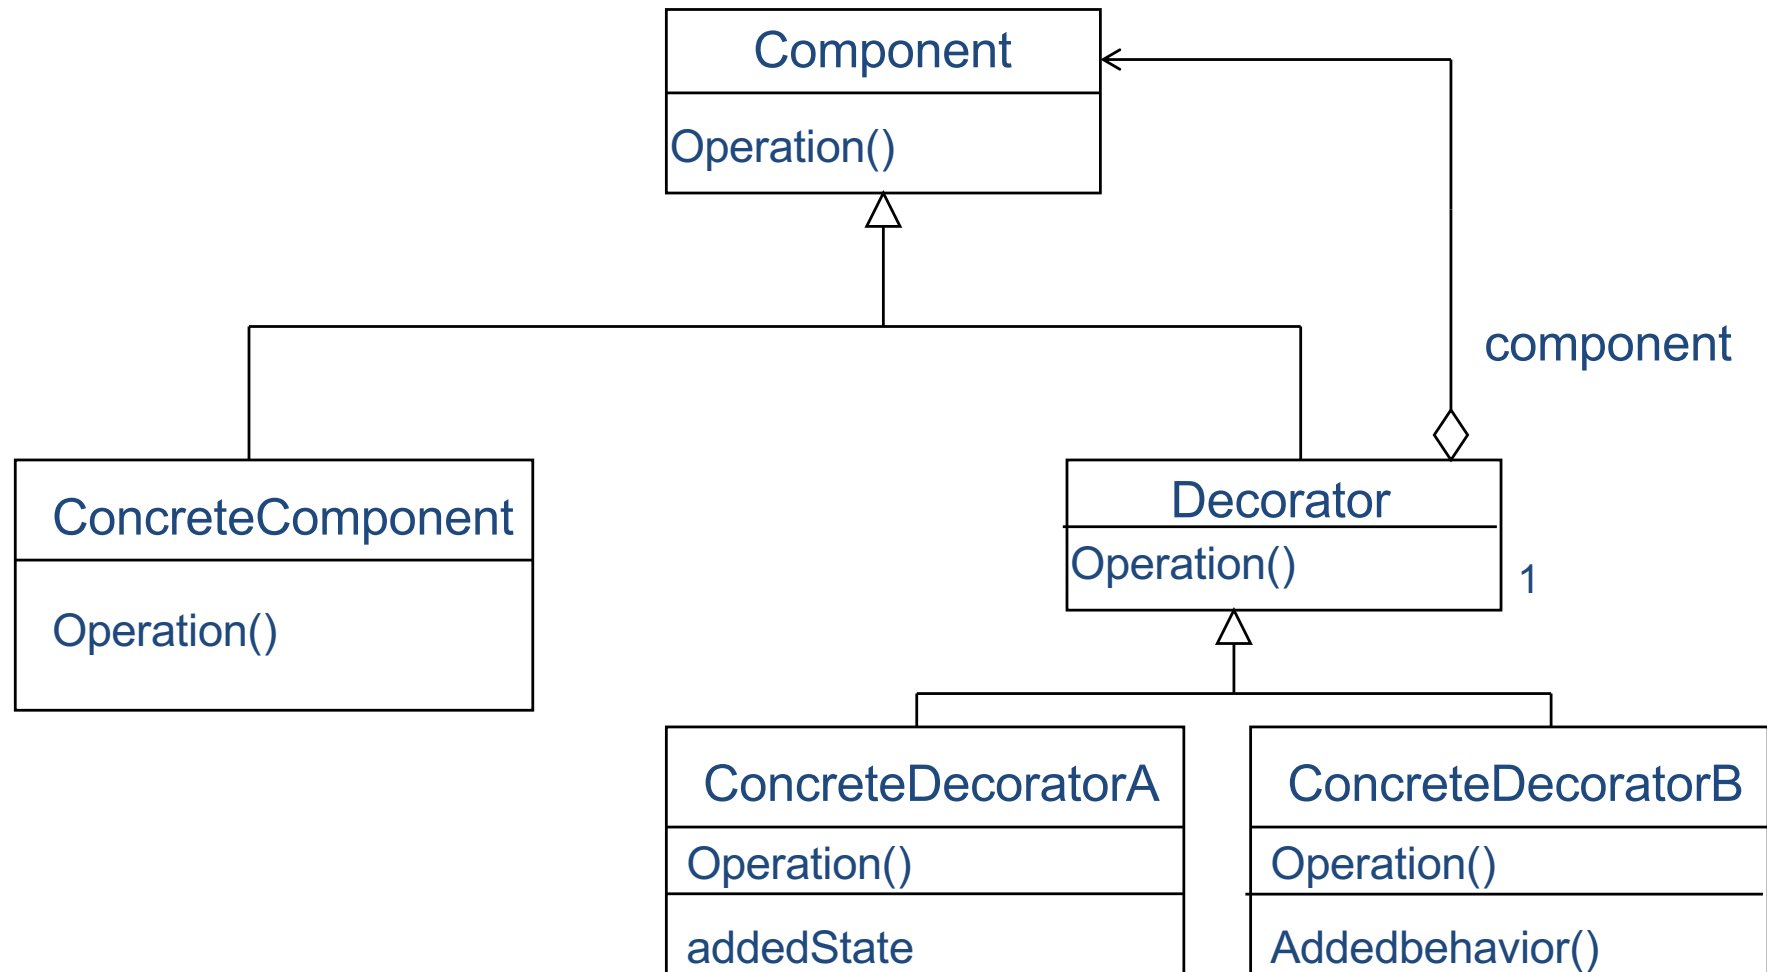 Component
Operation()
component
ConcreteComponent
Operation()
Decorator
Operation()
1
ConcreteDecoratorA
Operation()
addedState
ConcreteDecoratorB
Operation()
Addedbehavior()